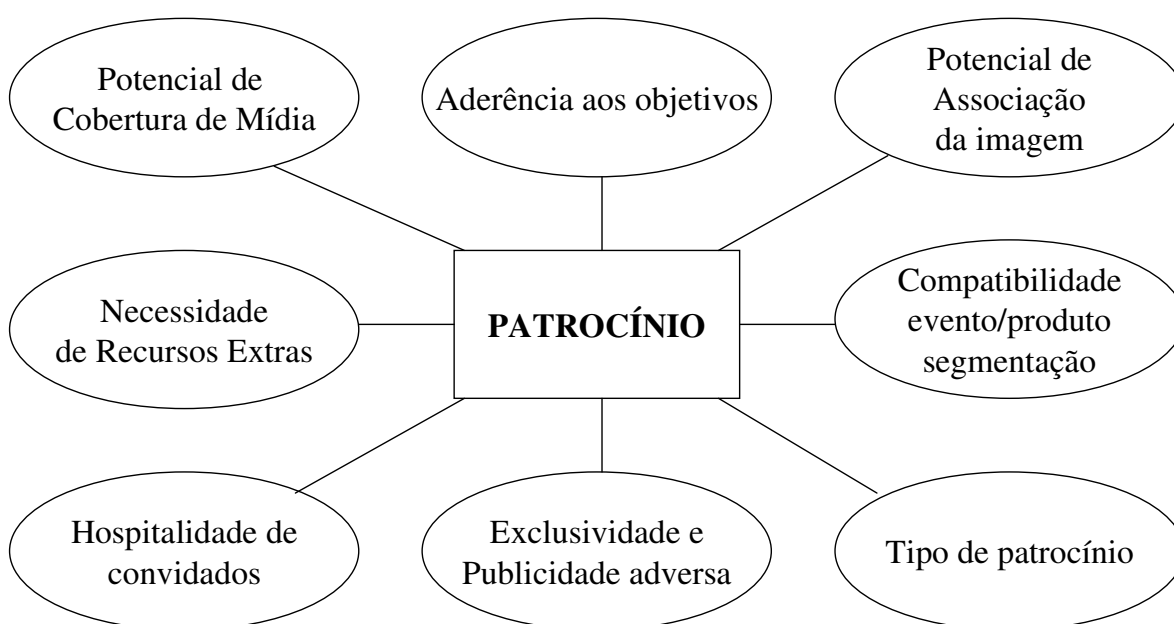 Potencial de
Cobertura de Mídia
Aderência aos objetivos
Potencial de
Associação
da imagem
Necessidade
de Recursos Extras
PATROCÍNIO
Compatibilidade
evento/produto
segmentação
Hospitalidade de
convidados
Exclusividade e
Publicidade adversa
Tipo de patrocínio